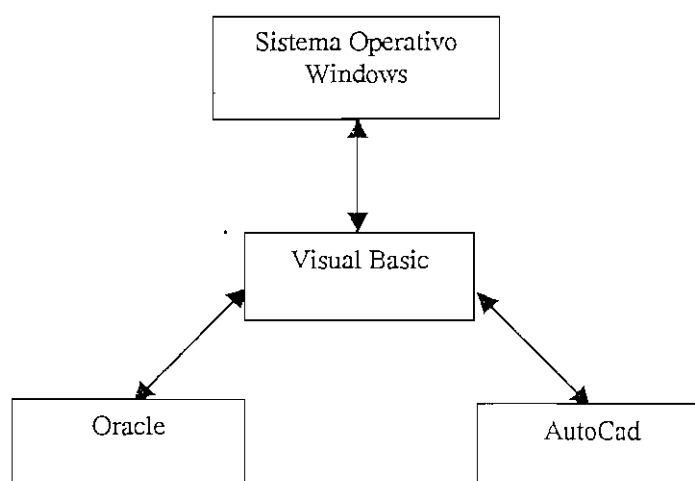 Sistema Operativo
Windows
Visual Basic
Oracle
AutoCad